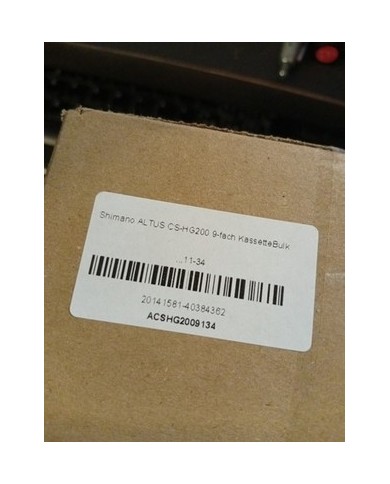 Shimano ALTUS CS-HG200 9-fach KassetteBulk
...11-34
20141581-40384362
ACSHG2009134